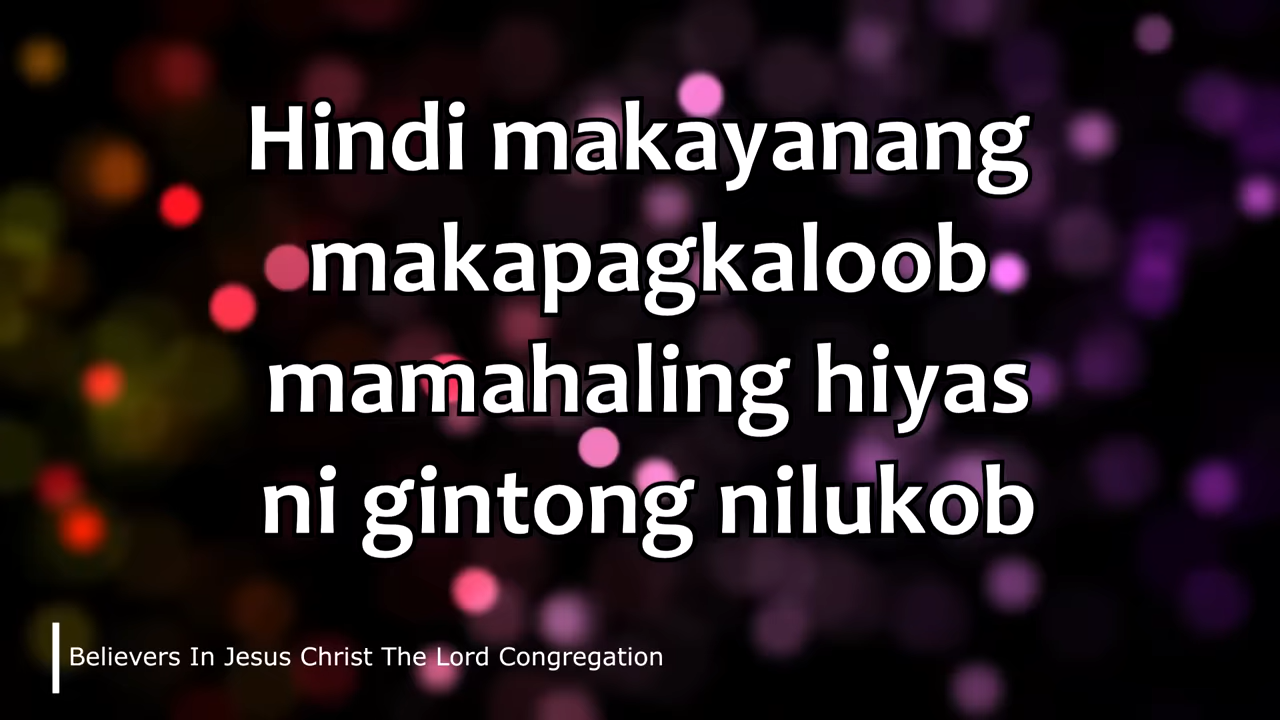 Hindi makayanang
makapagkaloob
mamahaling hiyas
ni gintong nilukob
Believers In Jesus Christ The Lord Congregation